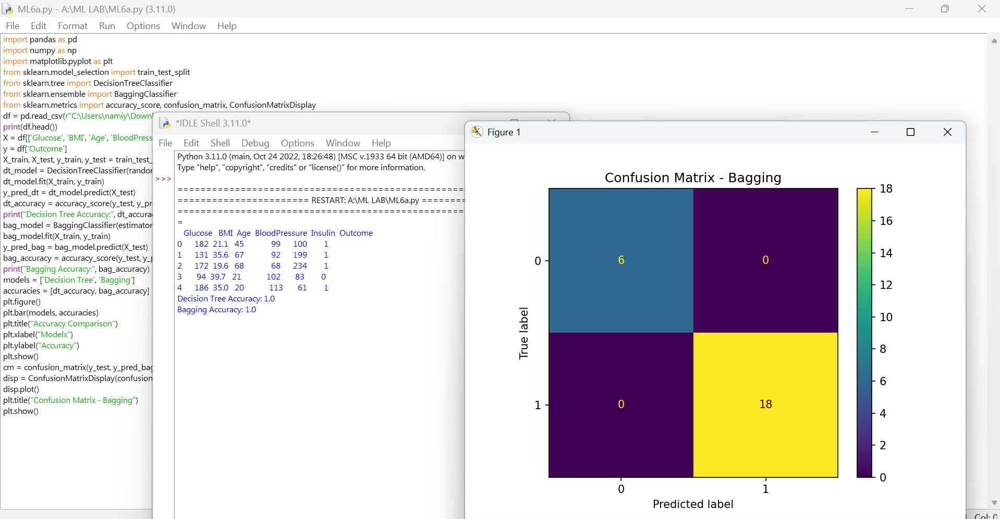 ML6a.py - A:\ML LAB\ML6a.py (3.11.0)
File Edit Format Run Options Window Help
import pandas as pd
import numpy as np
import matplotlib.pyplot as plt
from sklearn.model_selection import train_test_split
from sklearn.tree import DecisionTreeClassifier
from sklearn.ensemble import BaggingClassifier
from sklearn.metrics import accuracy_score, confusion_matrix, ConfusionMatrixDisplay
df = pd.read_csv(r"C:\Users\namiy\Downl
print(df.head())
X = df[['Glucose', 'BMI', 'Age', 'BloodPress
y = df['Outcome']
X_train, X_test, y_train, y_test = train_test_
dt_model = DecisionTreeClassifier(rando
dt_model.fit(X_train, y_train)
y_pred_dt = dt_model.predict(X_test)
dt_accuracy = accuracy_score(y_test, y_pr
print("Decision Tree Accuracy:", dt_accura
bag_model = BaggingClassifier(estimator
bag_model.fit(X_train, y_train)
y_pred_bag = bag_model.predict(X_test)
bag_accuracy = accuracy_score(y_test, y_p
print("Bagging Accuracy:", bag_accuracy)
models = ['Decision Tree', 'Bagging']
accuracies = [dt_accuracy, bag_accuracy]
plt.figure()
plt.bar(models, accuracies)
plt.title("Accuracy Comparison")
plt.xlabel("Models")
plt.ylabel("Accuracy")
plt.show()
cm = confusion_matrix(y_test, y_pred_bag
disp = ConfusionMatrixDisplay(confusion
disp.plot()
plt.title("Confusion Matrix - Bagging")
plt.show()
*IDLE Shell 3.11.0*
File Edit Shell Debug Options Window Help
Python 3.11.0 (main, Oct 24 2022, 18:26:48) [MSC v.1933 64 bit (AMD64)] on w
Type "help", "copyright", "credits" or "license()" for more information.
>>>
==================================================
======================= RESTART: A:\ML LAB\ML6a.py ========
==================================================
=
Glucose BMI Age BloodPressure Insulin Outcome
0 182 21.1 45 99 100 1
1 131 35.6 67 92 199 1
2 172 19.6 68 68 234 1
3 94 39.7 21 102 83 0
4 186 35.0 20 113 61 1
Decision Tree Accuracy: 1.0
Bagging Accuracy: 1.0
Figure 1
Confusion Matrix - Bagging
True label
0
6 0
1
0 18
0 1
Predicted label
18
16
14
12
10
8
6
4
2
0
Col: 0